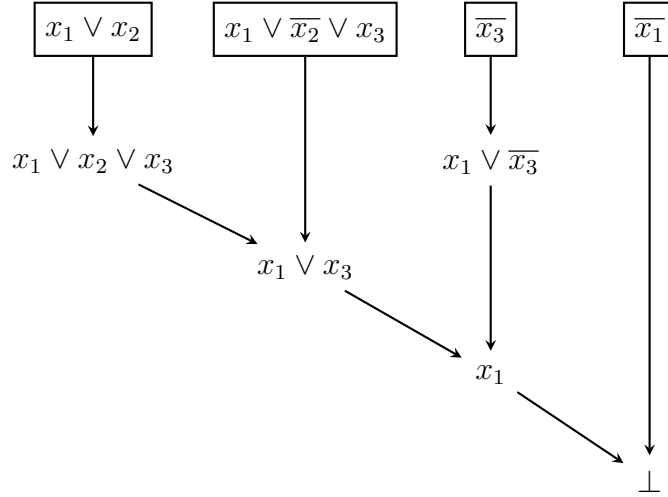 x₁ ∨ x₂
x₁ ∨ x̅₂ ∨ x₃
x̅₃
x̅₁
x₁ ∨ x₂ ∨ x₃
x₁ ∨ x̅₃
x₁ ∨ x₃
x₁
⊥